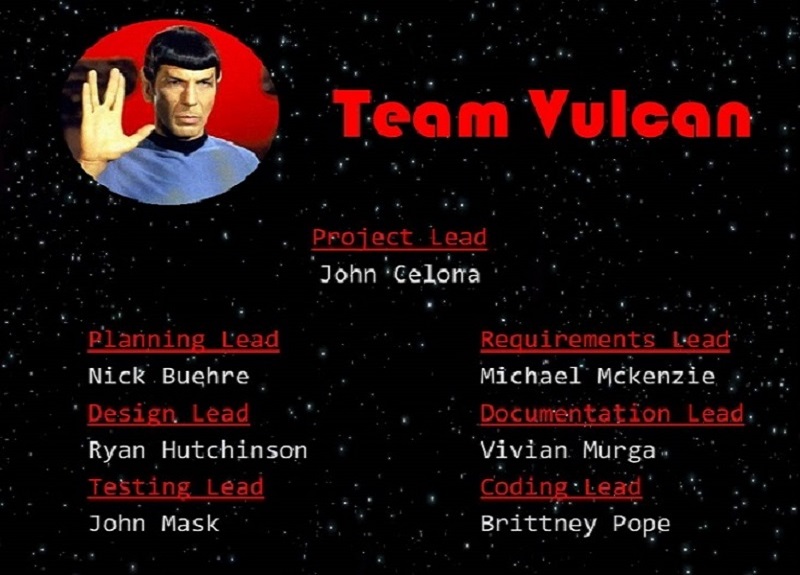 Team Vulcan
Project Lead
John Celona
Planning Lead
Nick Buehre
Design Lead
Ryan Hutchinson
Testing Lead
John Mask
Requirements Lead
Michael Mckenzie
Documentation Lead
Vivian Murga
Coding Lead
Brittney Pope